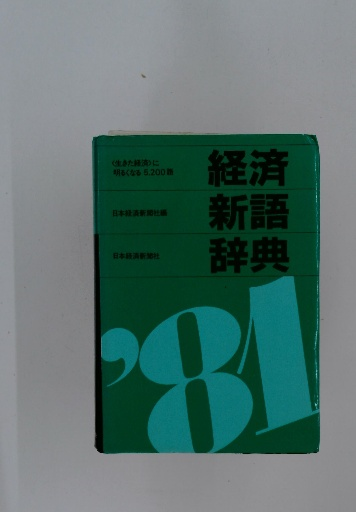 〈生きた経済〉に
明るくなる 5,200語
経済
新語
辞典
日本経済新聞社編
日本経済新聞社
'81